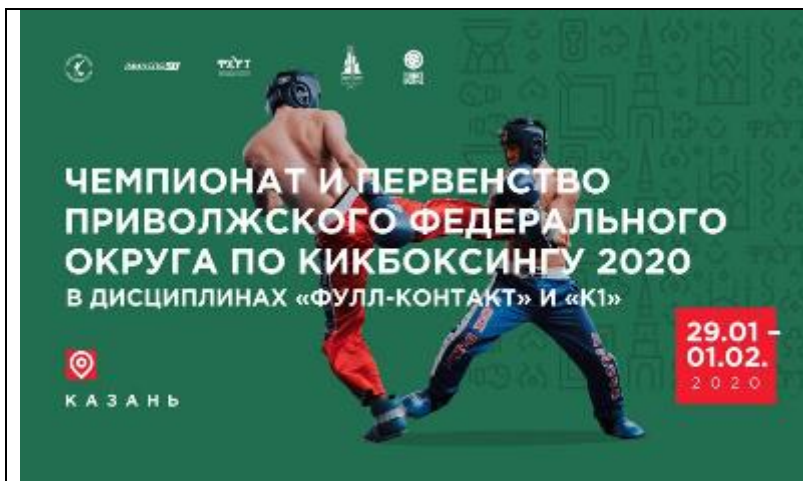 ЧЕМПИОНАТ И ПЕРВЕНСТВО
ПРИВОЛЖСКОГО ФЕДЕРАЛЬНОГО
ОКРУГА ПО КИКБОКСИНГУ 2020
В ДИСЦИПЛИНАХ «ФУЛЛ-КОНТАКТ» И «К1»
29.01 –
01.02.
2020
КАЗАНЬ